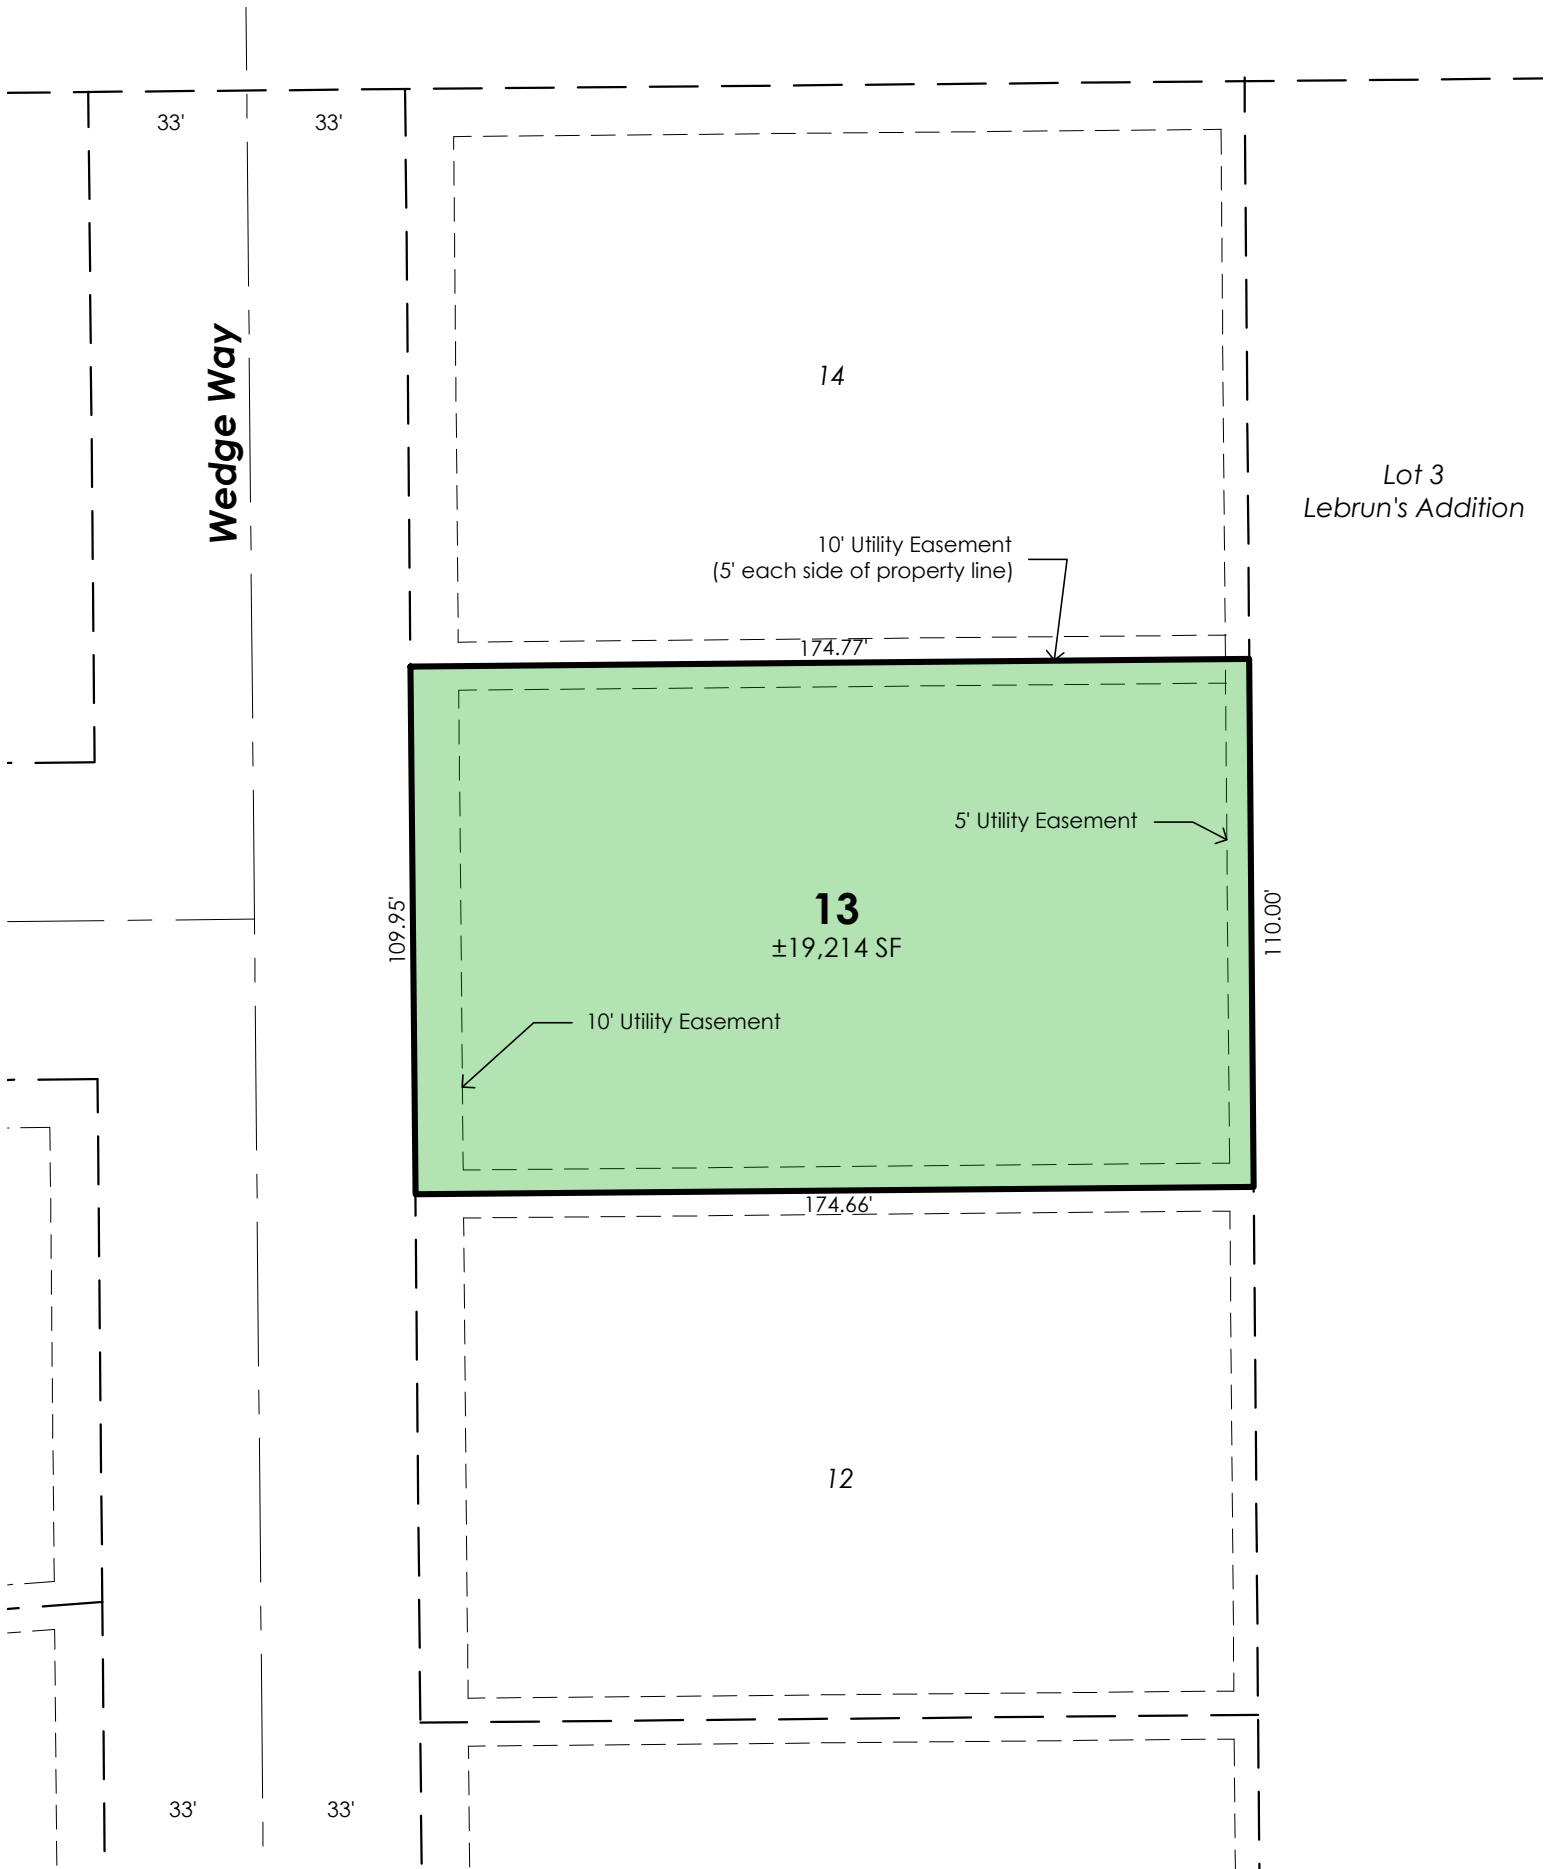 33'
33'
Wedge Way
14
Lot 3
Lebrun's Addition
10' Utility Easement
(5' each side of property line)
174.77'
5' Utility Easement
13
±19,214 SF
109.95'
110.00'
10' Utility Easement
174.66'
12
33'
33'